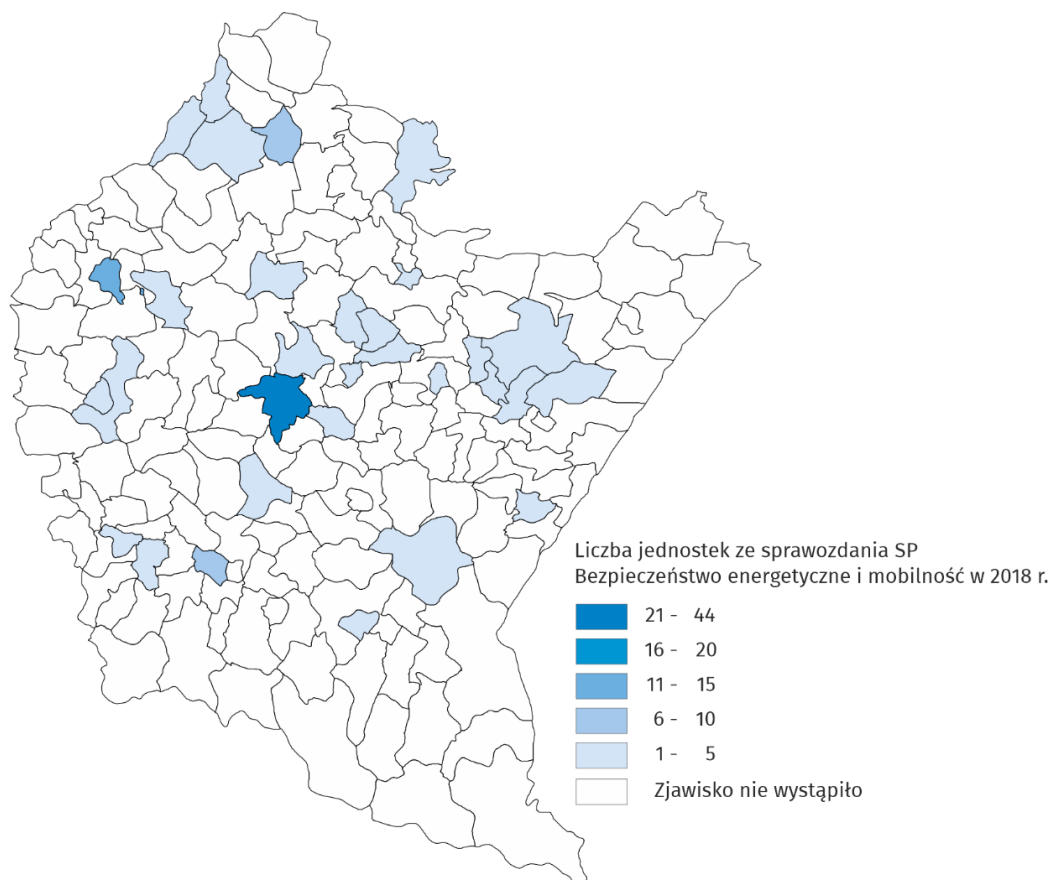 Liczba jednostek ze sprawozdania SP
Bezpieczeństwo energetyczne i mobilność w 2018 r.
21 - 44
16 - 20
11 - 15
6 - 10
1 - 5
Zjawisko nie wystąpiło